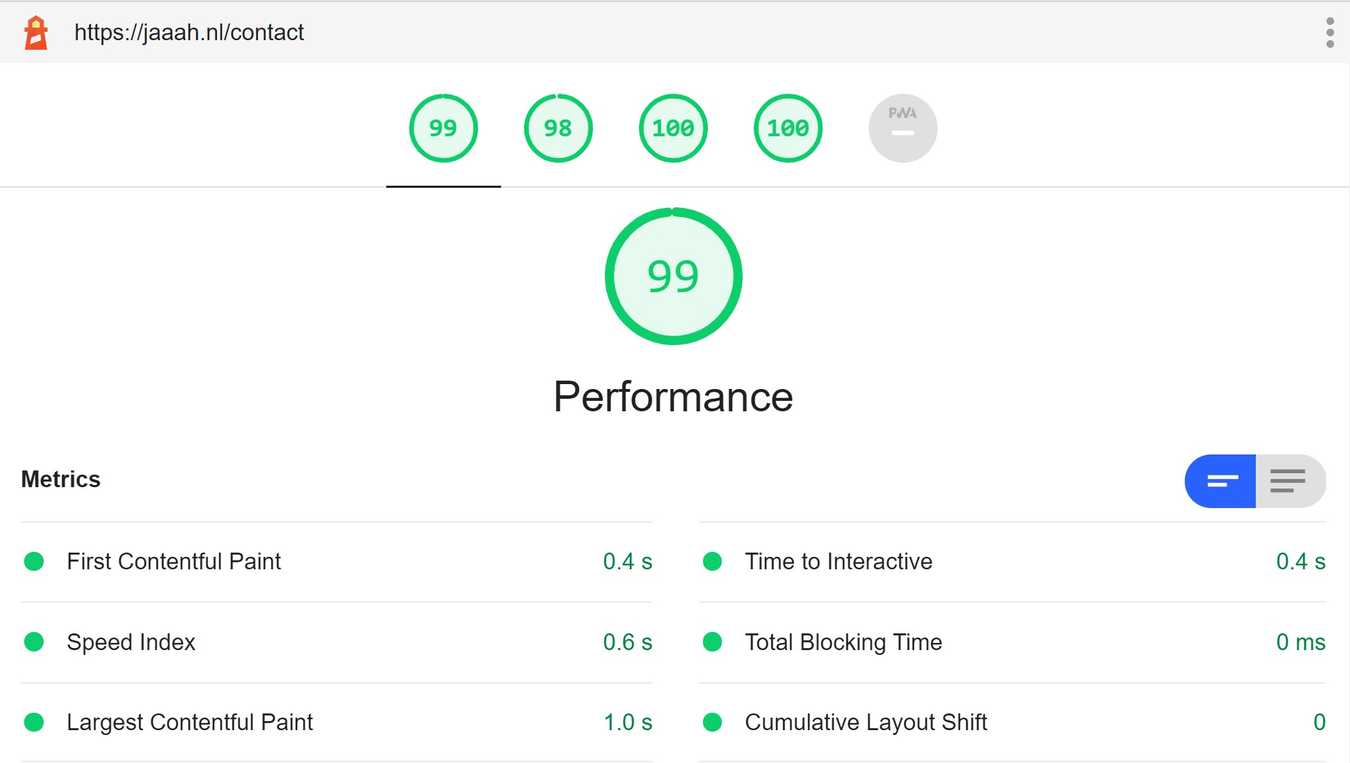 https://jaaah.nl/contact
99 98 100 100 PWA
99
Performance
Metrics
First Contentful Paint 0.4 s
Time to Interactive 0.4 s
Speed Index 0.6 s
Total Blocking Time 0 ms
Largest Contentful Paint 1.0 s
Cumulative Layout Shift 0